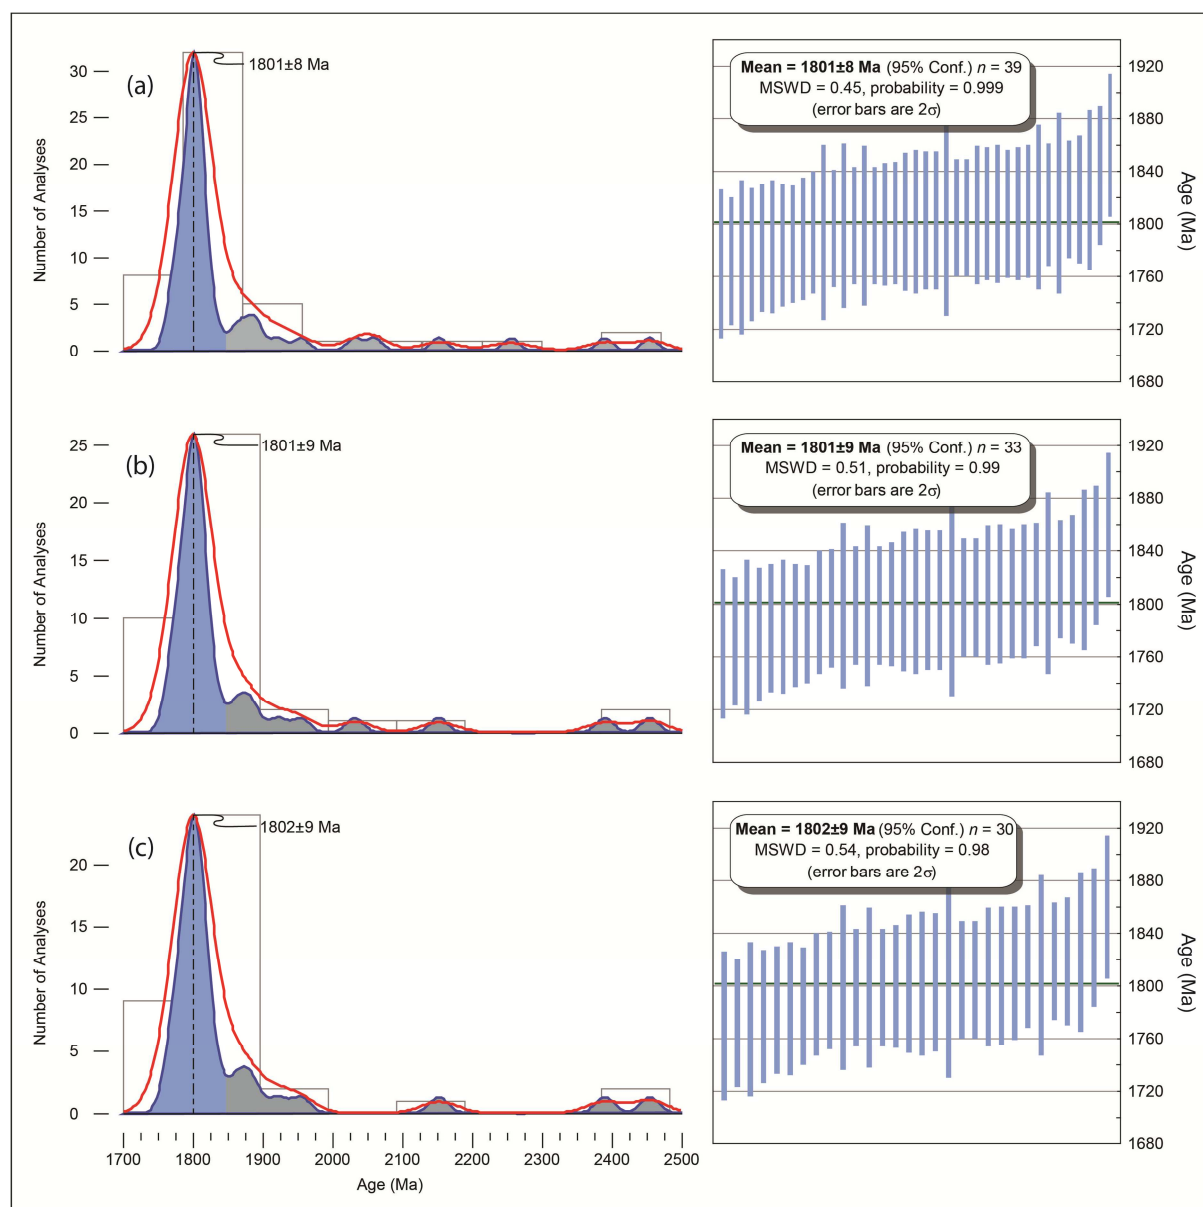 (a)
Number of Analyses
30
25
20
15
10
5
0
1801±8 Ma
Mean = 1801±8 Ma (95% Conf.) n = 39
MSWD = 0.45, probability = 0.999
(error bars are 2σ)
1920
1880
1840
1800
1760
1720
1680
Age (Ma)
(b)
Number of Analyses
25
20
15
10
5
0
1801±9 Ma
Mean = 1801±9 Ma (95% Conf.) n = 33
MSWD = 0.51, probability = 0.99
(error bars are 2σ)
1920
1880
1840
1800
1760
1720
1680
Age (Ma)
(c)
Number of Analyses
20
15
10
5
0
1802±9 Ma
Mean = 1802±9 Ma (95% Conf.) n = 30
MSWD = 0.54, probability = 0.98
(error bars are 2σ)
1920
1880
1840
1800
1760
1720
1680
Age (Ma)
1700 1800 1900 2000 2100 2200 2300 2400 2500
Age (Ma)